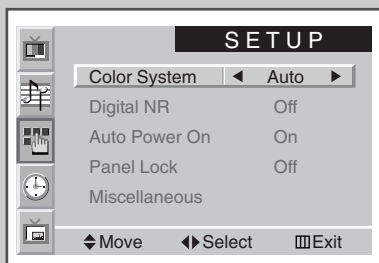 SETUP
Color System ◀ Auto ▶
Digital NR Off
Auto Power On On
Panel Lock Off
Miscellaneous
Move Select Exit